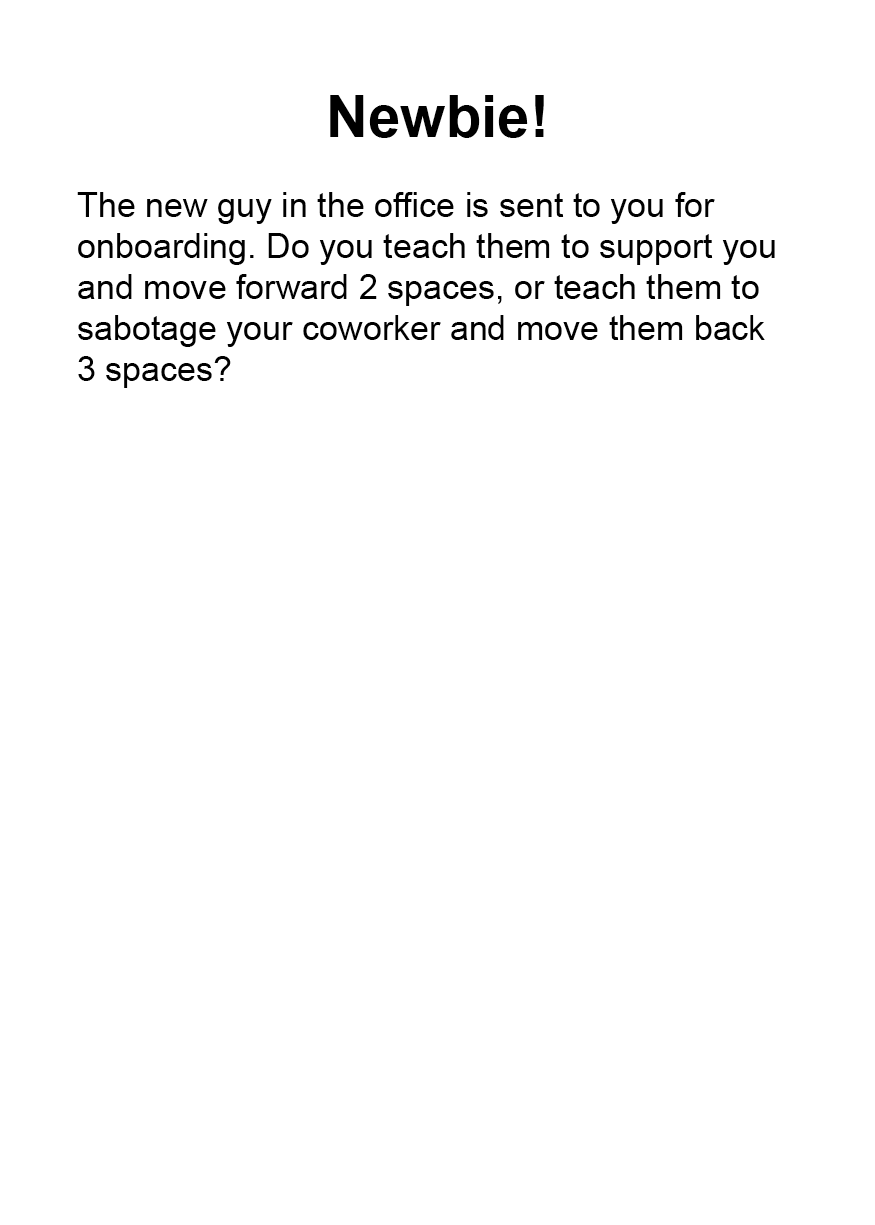 Newbie!
The new guy in the office is sent to you for
onboarding. Do you teach them to support you
and move forward 2 spaces, or teach them to
sabotage your coworker and move them back
3 spaces?